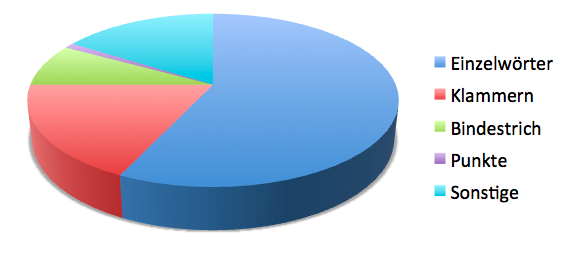 Einzelwörter
Klammern
Bindestrich
Punkte
Sonstige